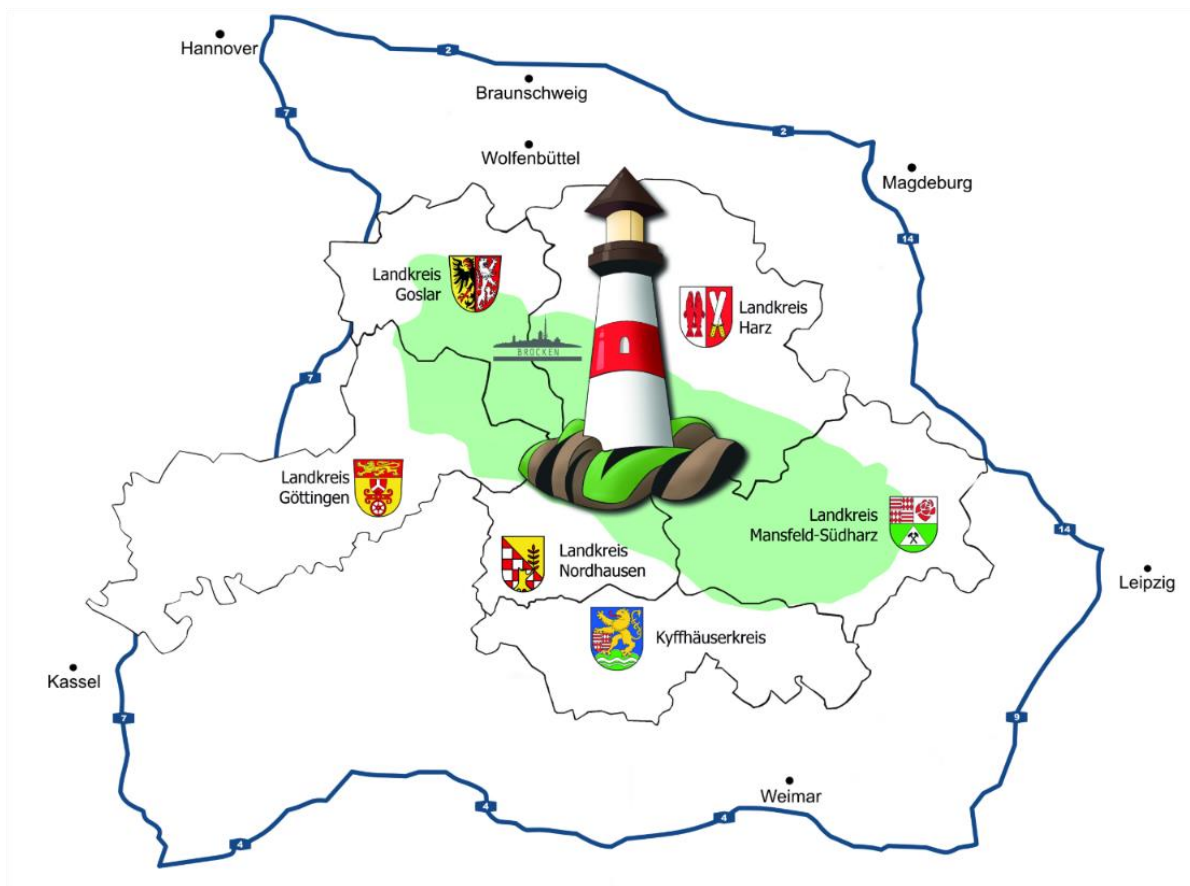 Hannover
2
Braunschweig
7
2
Wolfenbüttel
Magdeburg
14
Landkreis
Goslar
Landkreis
Harz
BROCKEN
7
Landkreis
Göttingen
Landkreis
Mansfeld-Südharz
14
Landkreis
Nordhausen
Leipzig
Kyffhäuserkreis
Kassel
7
9
Weimar
4
4
4